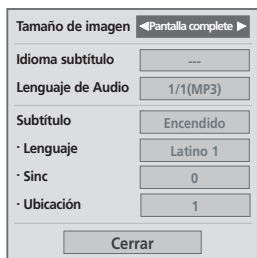 Tamaño de imagen ◀Pantalla complete ▶
Idioma subtítulo ---
Lenguaje de Audio 1/1(MP3)
Subtítulo Encendido
· Lenguaje Latino 1
· Sinc 0
· Ubicación 1
Cerrar